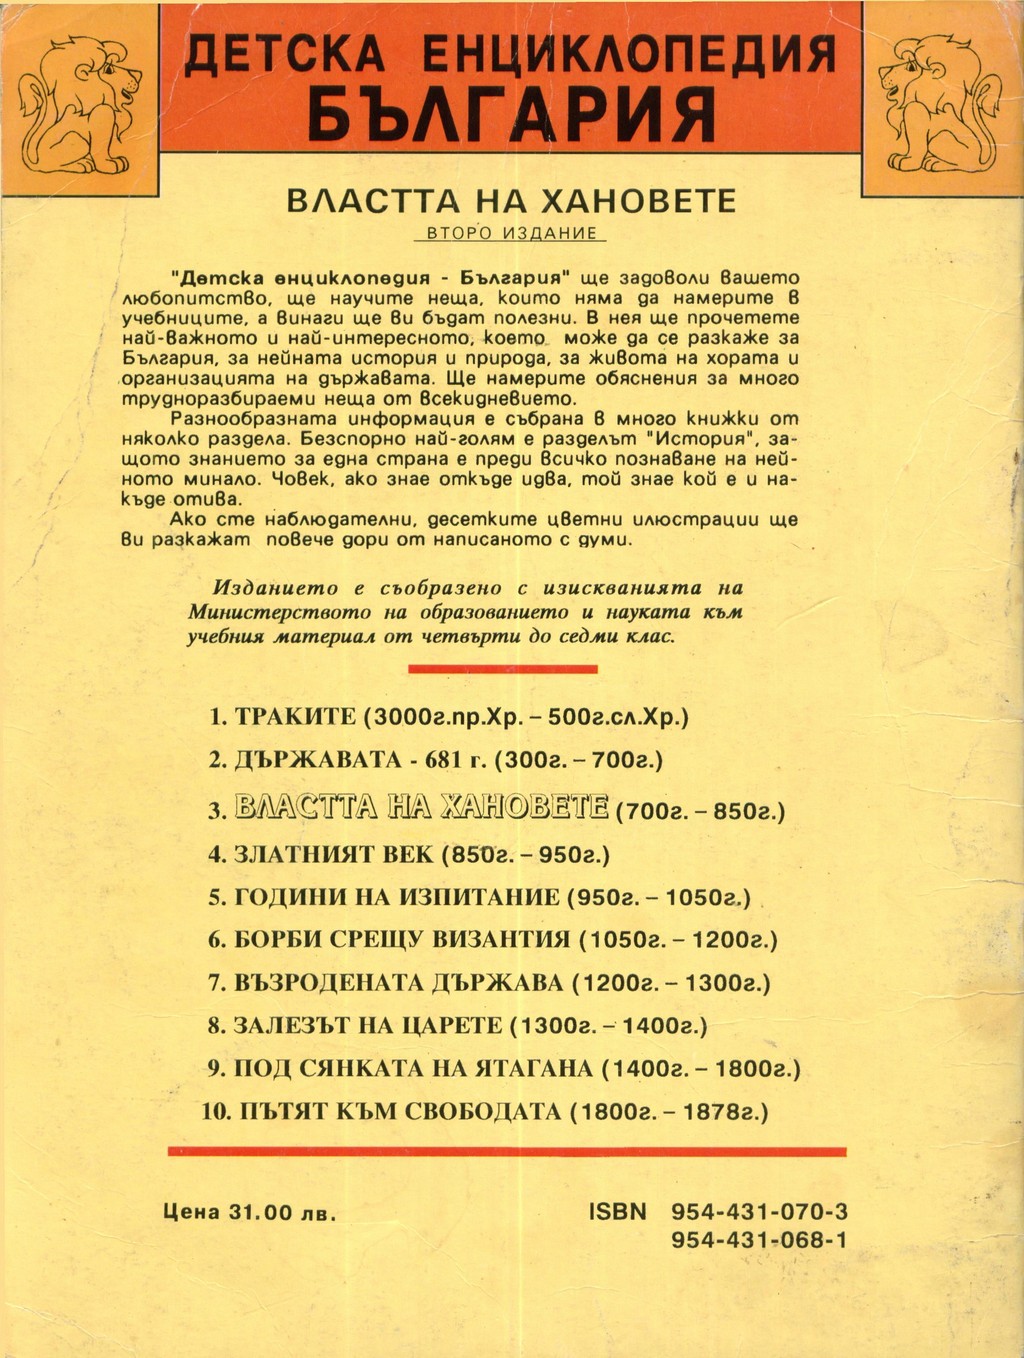 ДЕТСКА ЕНЦИКЛОПЕДИЯ
БЪЛГАРИЯ
ВЛАСТТА НА ХАНОВЕТЕ
ВТОРО ИЗДАНИЕ
"Детска енциклопедия - България" ще задоволи вашето
любопитство, ще научите неща, които няма да намерите в
учебниците, а винаги ще ви бъдат полезни. В нея ще прочетете
най-важното и най-интересното, което може да се разкаже за
България, за нейната история и природа, за живота на хората и
организацията на държавата. Ще намерите обяснения за много
трудноразбираеми неща от всекидневието.
Разнообразната информация е събрана в много книжки от
няколко раздела. Безспорно най-голям е разделът "История", за-
щото знанието за една страна е преди всичко познаване на ней-
ното минало. Човек, ако знае откъде идва, той знае кой е и на-
къде отива.
Ако сте наблюдателни, десетките цветни илюстрации ще
ви разкажат повече дори от написаното с думи.
Изданието е съобразено с изискванията на
Министерството на образованието и науката към
учебния материал от четвърти до седми клас.
1. ТРАКИТЕ (3000г.пр.Хр. – 500г.сл.Хр.)
2. ДЪРЖАВАТА - 681 г. (300г. – 700г.)
3. ВЛАСТТА НА ХАНОВЕТЕ (700г. – 850г.)
4. ЗЛАТНИЯТ ВЕК (850г. – 950г.)
5. ГОДИНИ НА ИЗПИТАНИЕ (950г. – 1050г.)
6. БОРБИ СРЕЩУ ВИЗАНТИЯ (1050г. – 1200г.)
7. ВЪЗРОДЕНАТА ДЪРЖАВА (1200г. – 1300г.)
8. ЗАЛЕЗЪТ НА ЦАРЕТЕ (1300г. – 1400г.)
9. ПОД СЯНКАТА НА ЯТАГАНА (1400г. – 1800г.)
10. ПЪТЯТ КЪМ СВОБОДАТА (1800г. – 1878г.)
Цена 31.00 лв. ISBN 954-431-070-3
954-431-068-1